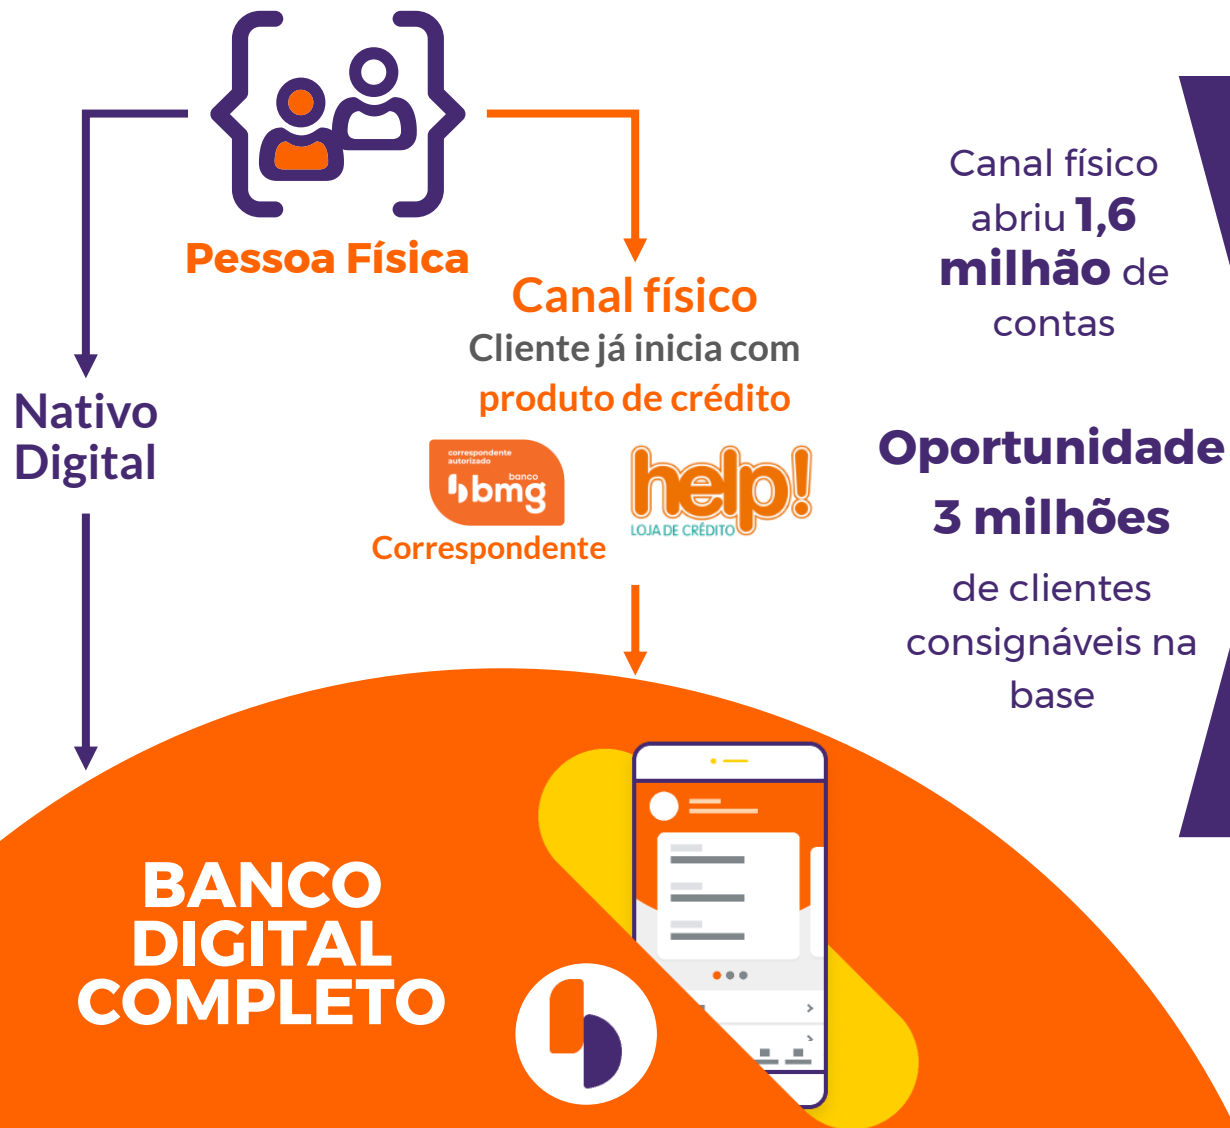 Pessoa Física
Nativo
Digital
Canal físico
Cliente já inicia com
produto de crédito
correspondente
autorizado
banco
bmg
Correspondente
help!
LOJA DE CRÉDITO
Canal físico
abriu 1,6
milhão de
contas
Oportunidade
3 milhões
de clientes
consignáveis na
base
BANCO
DIGITAL
COMPLETO